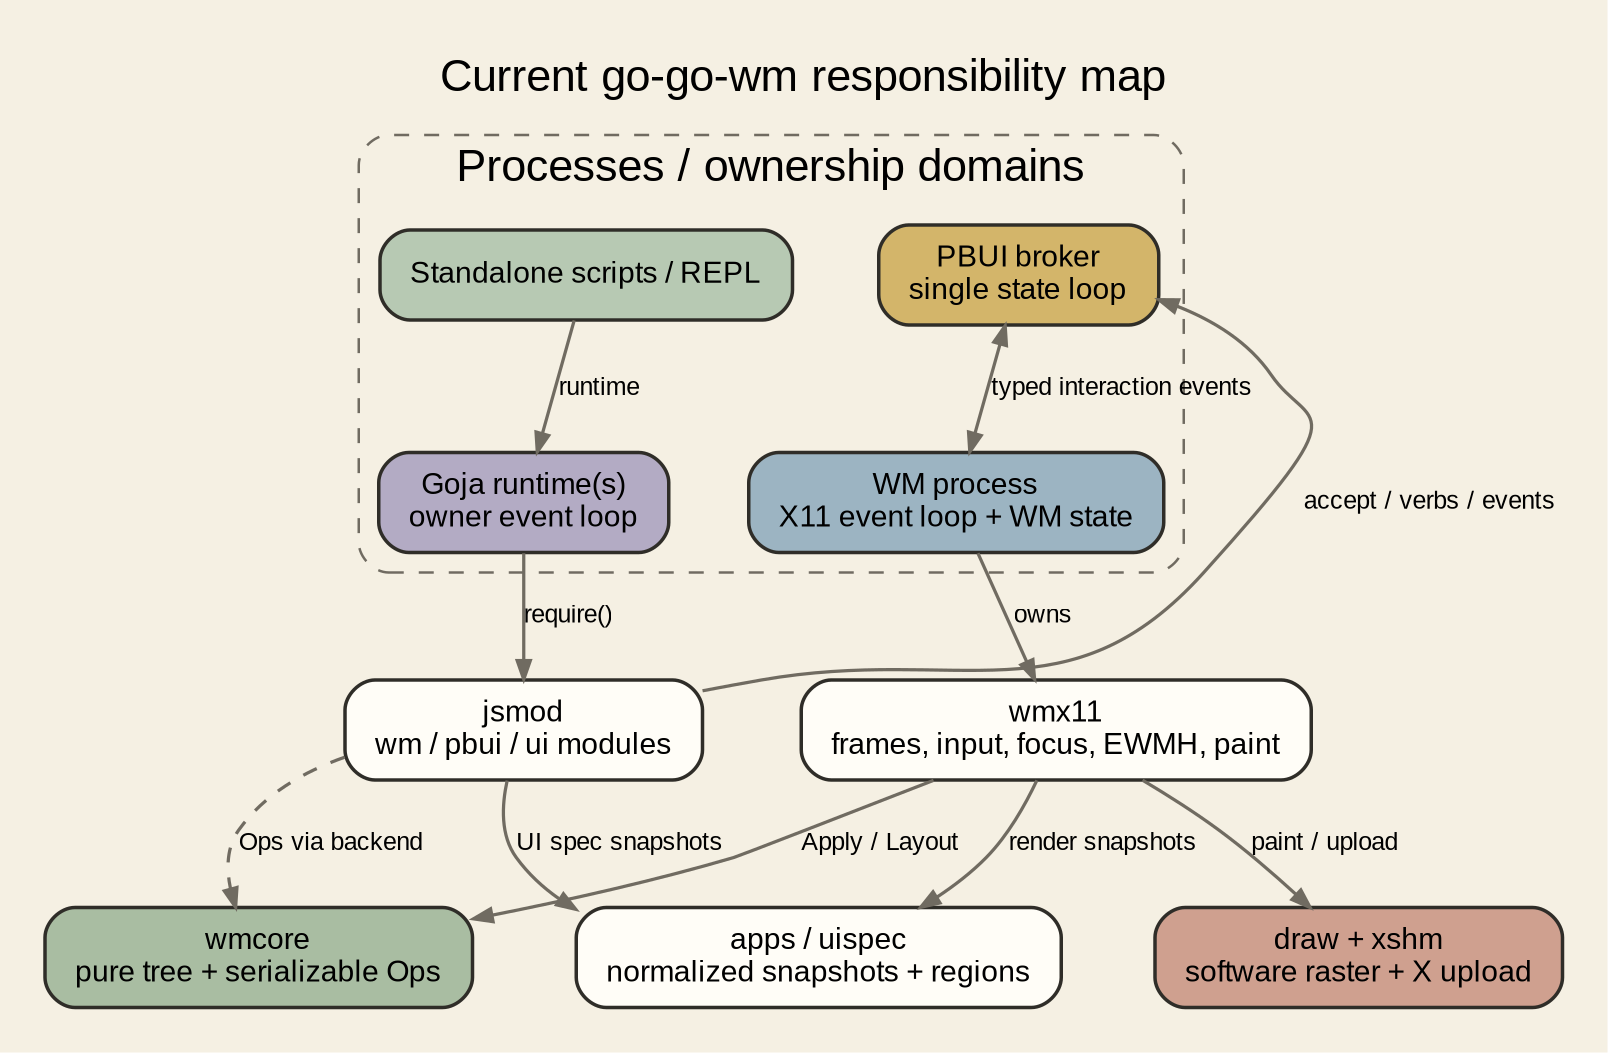 Current go-go-wm responsibility map
Processes / ownership domains
Standalone scripts / REPL
PBUI broker
single state loop
runtime
typed interaction events
Goja runtime(s)
owner event loop
WM process
X11 event loop + WM state
accept / verbs / events
require()
owns
jsmod
wm / pbui / ui modules
wmx11
frames, input, focus, EWMH, paint
Ops via backend
UI spec snapshots
Apply / Layout
render snapshots
paint / upload
wmcore
pure tree + serializable Ops
apps / uispec
normalized snapshots + regions
draw + xshm
software raster + X upload